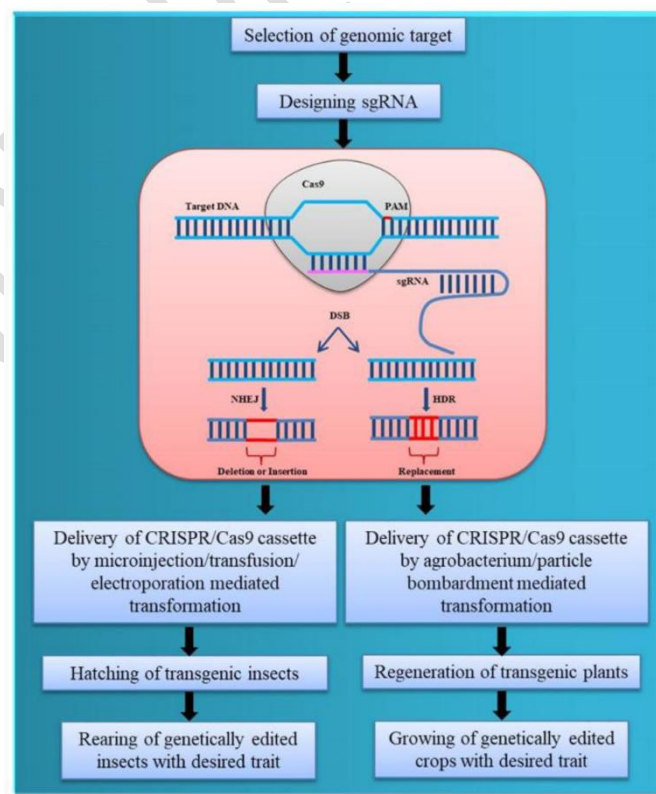 Selection of genomic target
Designing sgRNA
Cas9
Target DNA
PAM
sgRNA
DSB
NHEJ
HDR
Deletion or Insertion
Replacement
Delivery of CRISPR/Cas9 cassette
by microinjection/transfusion/
electroporation mediated
transformation
Delivery of CRISPR/Cas9 cassette
by agrobacterium/particle
bombardment mediated
transformation
Hatching of transgenic insects
Regeneration of transgenic plants
Rearing of genetically edited
insects with desired trait
Growing of genetically edited
crops with desired trait